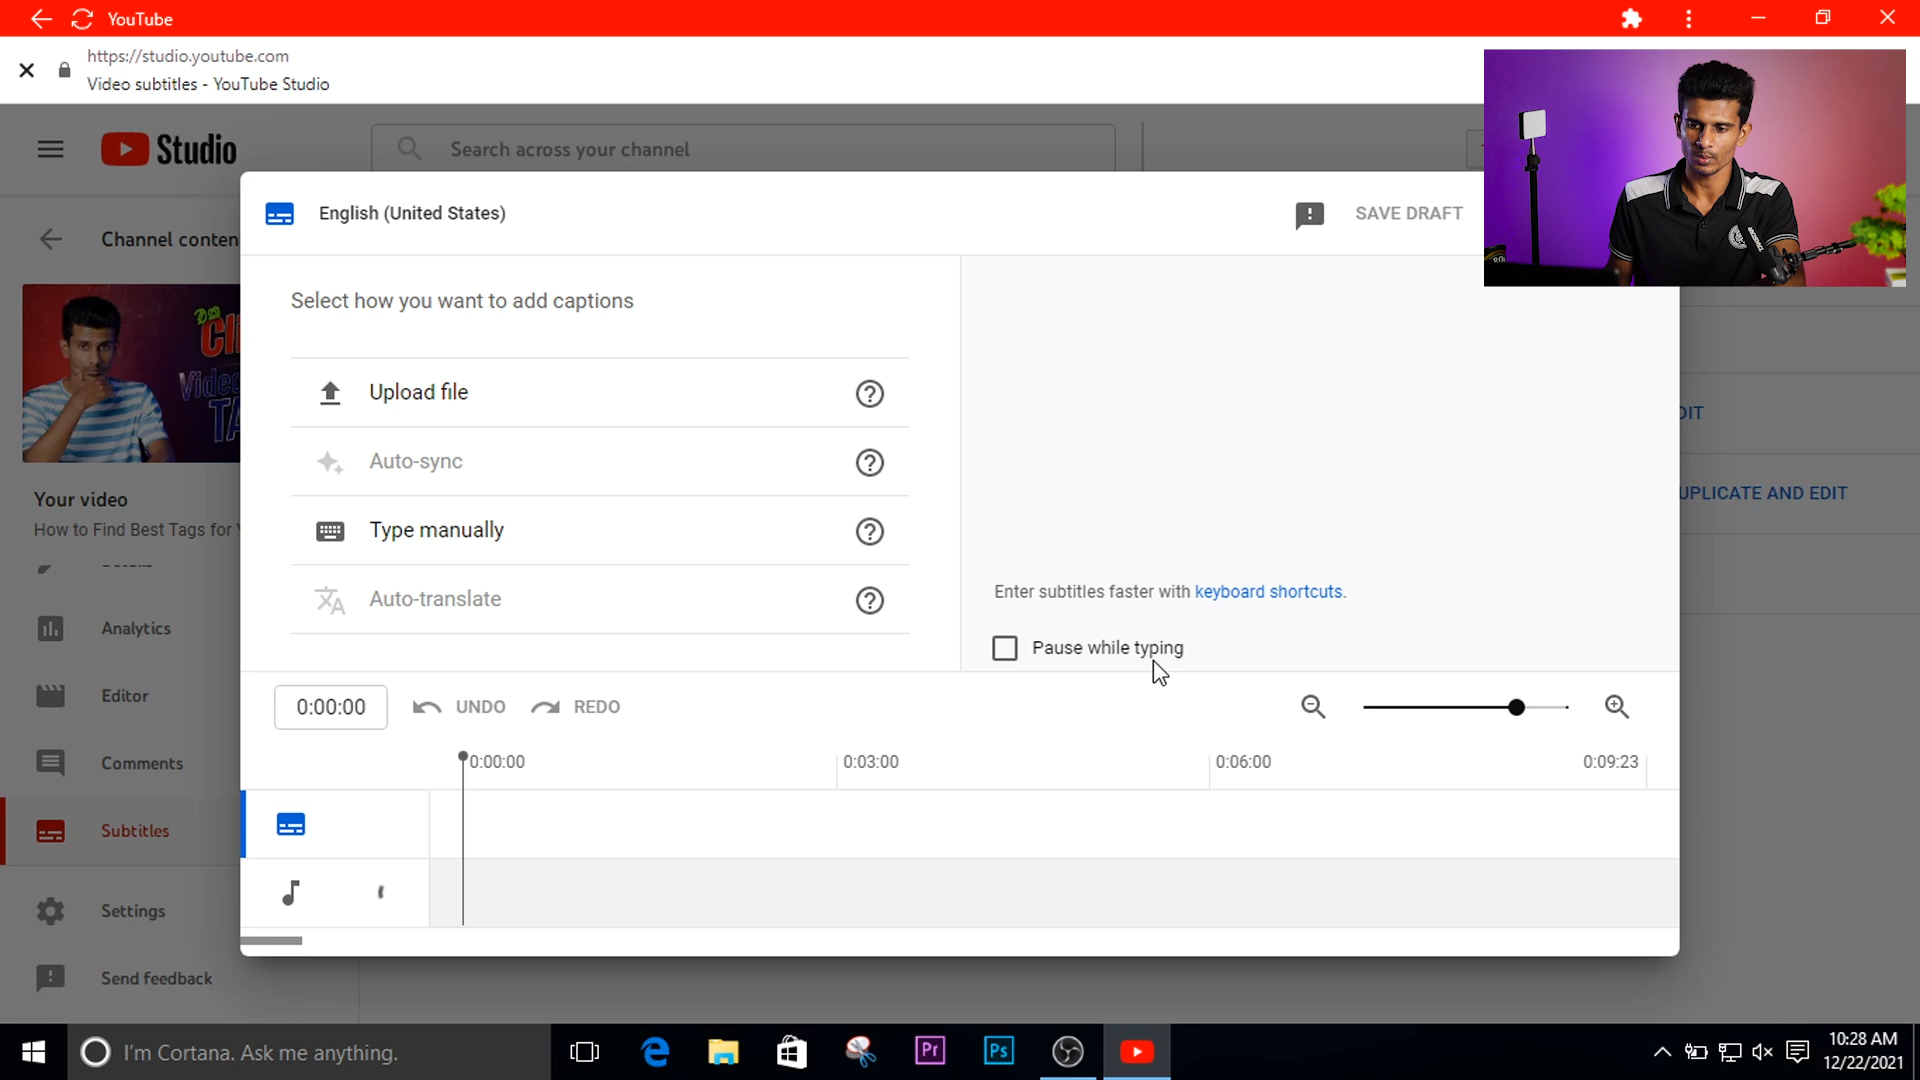 YouTube
https://studio.youtube.com
Video subtitles - YouTube Studio
Studio
Search across your channel
English (United States)
SAVE DRAFT
Channel conten
Select how you want to add captions
Upload file
Auto-sync
Type manually
Auto-translate
Your video
How to Find Best Tags for
Analytics
Editor
Comments
Subtitles
Settings
Send feedback
DIT
UPLICATE AND EDIT
Enter subtitles faster with keyboard shortcuts.
Pause while typing
0:00:00
UNDO
REDO
0:00:00
0:03:00
0:06:00
0:09:23
I'm Cortana. Ask me anything.
Pr
Ps
10:28 AM
12/22/2021